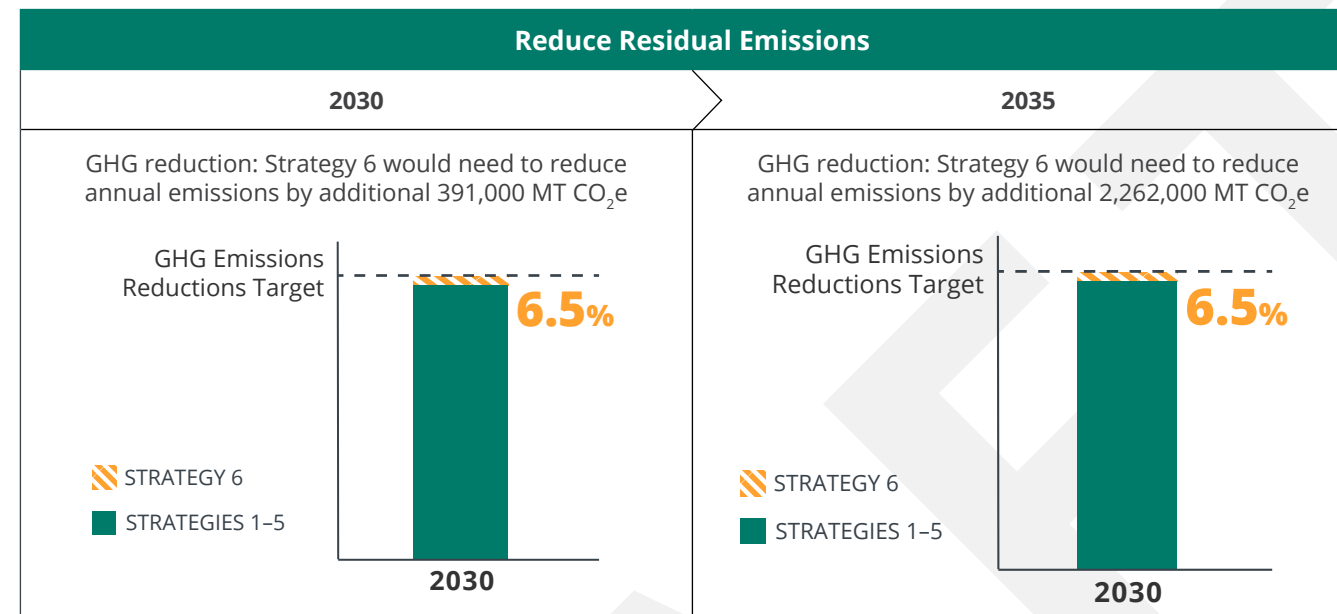 Reduce Residual Emissions
2030
2035
GHG reduction: Strategy 6 would need to reduce
annual emissions by additional 391,000 MT CO₂e
GHG Emissions
Reductions Target
6.5%
STRATEGY 6
STRATEGIES 1–5
2030
GHG reduction: Strategy 6 would need to reduce
annual emissions by additional 2,262,000 MT CO₂e
GHG Emissions
Reductions Target
6.5%
STRATEGY 6
STRATEGIES 1–5
2030